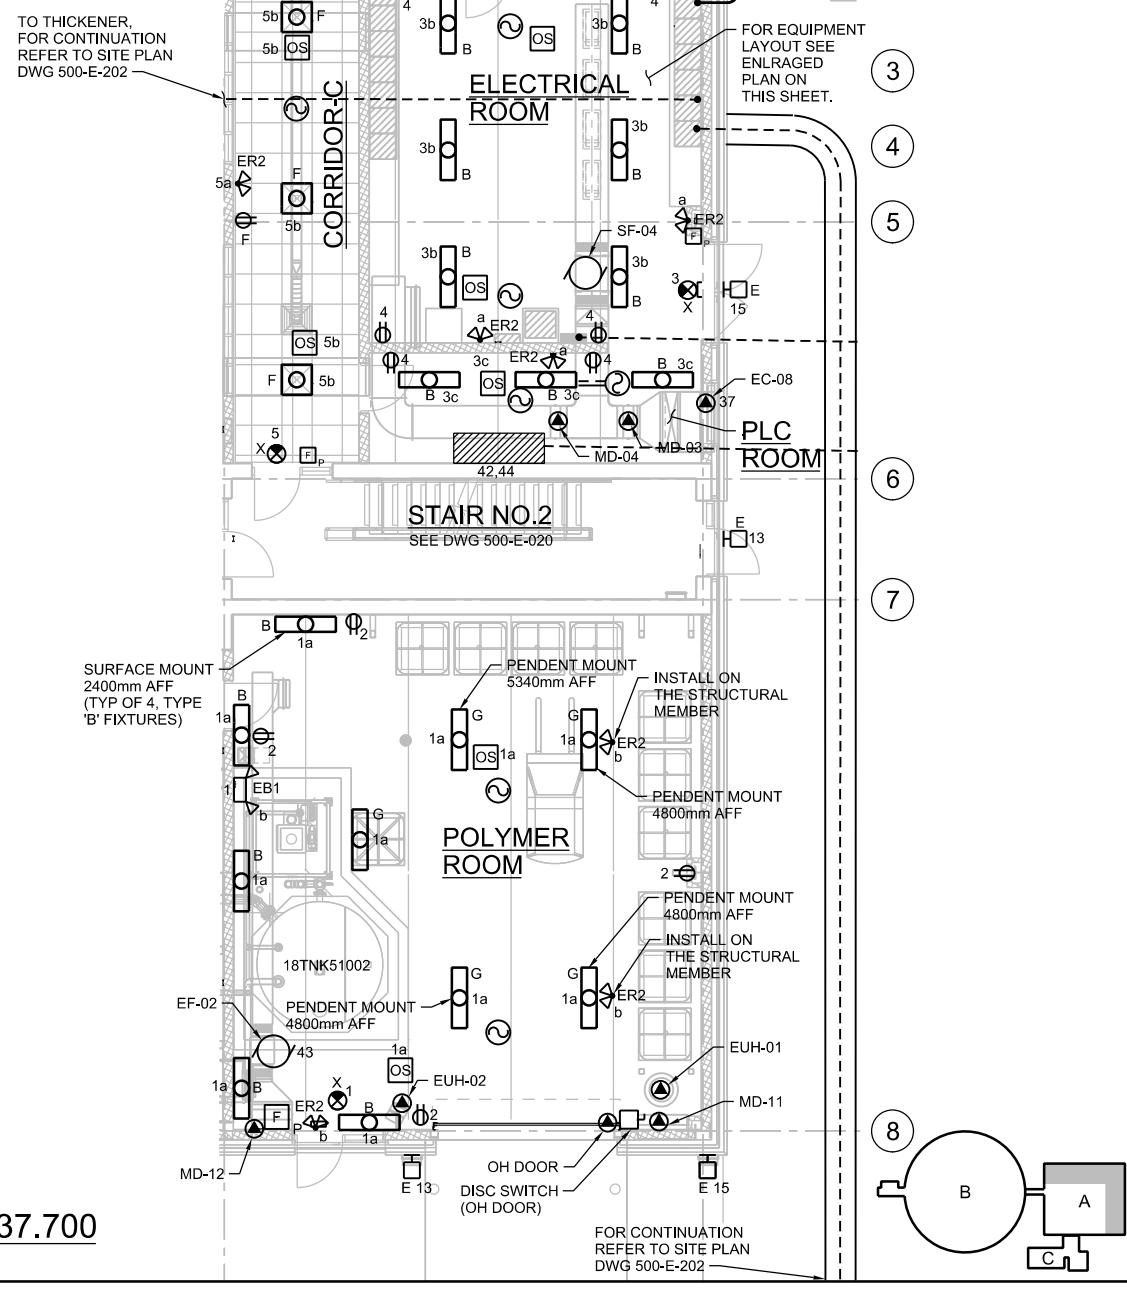 TO THICKENER,
FOR CONTINUATION
REFER TO SITE PLAN
DWG 500-E-202
5b F
5b OS
4
3b
B
OS
3b
B
4
FOR EQUIPMENT
LAYOUT SEE
ENLRAGED
PLAN ON
THIS SHEET.
3
ELECTRICAL
ROOM
CORRIDOR-C
4
3b
B
3b
B
ER2
5a
F
5b
F
a
ER2
F
P
5
SF-04
3b B
OS
3b
B
3
X
E
15
4
a
ER2
4
OS 5b
4
3c
ER2 a
4
F 5b
B 3c
OS
B 3c
B 3c
EC-08
37
PLC
ROOM
5
X
F
P
MD-04
MD-03
42,44
6
STAIR NO.2
SEE DWG 500-E-020
E
13
7
B
1a
2
SURFACE MOUNT
2400mm AFF
(TYP OF 4, TYPE
'B' FIXTURES)
PENDENT MOUNT
5340mm AFF
INSTALL ON
THE STRUCTURAL
MEMBER
B
1a
2
G
1a
OS 1a
G
1a
ER2
b
1
EB1
b
PENDENT MOUNT
4800mm AFF
G
1a
POLYMER
ROOM
B
1a
2
PENDENT MOUNT
4800mm AFF
INSTALL ON
THE STRUCTURAL
MEMBER
18TNK51002
G
1a
G
1a
ER2
b
EF-02
PENDENT MOUNT
4800mm AFF
43
1a
OS
EUH-01
EUH-02
1a B
X
1
MD-11
F
P
ER2
b
B
1a
2
8
MD-12
E 13
OH DOOR
DISC SWITCH
(OH DOOR)
E 15
B
A
C
37.700
FOR CONTINUATION
REFER TO SITE PLAN
DWG 500-E-202